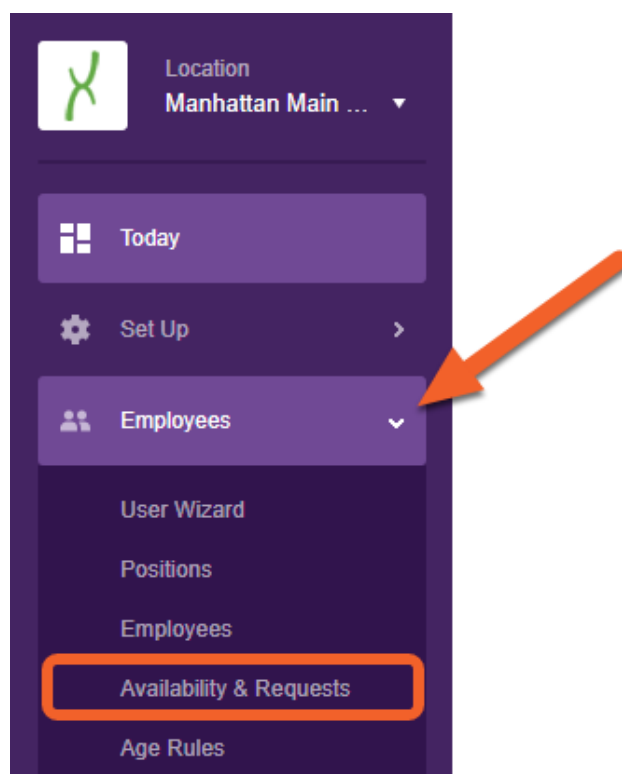 Location
Manhattan Main ...
Today
Set Up
Employees
User Wizard
Positions
Employees
Availability & Requests
Age Rules